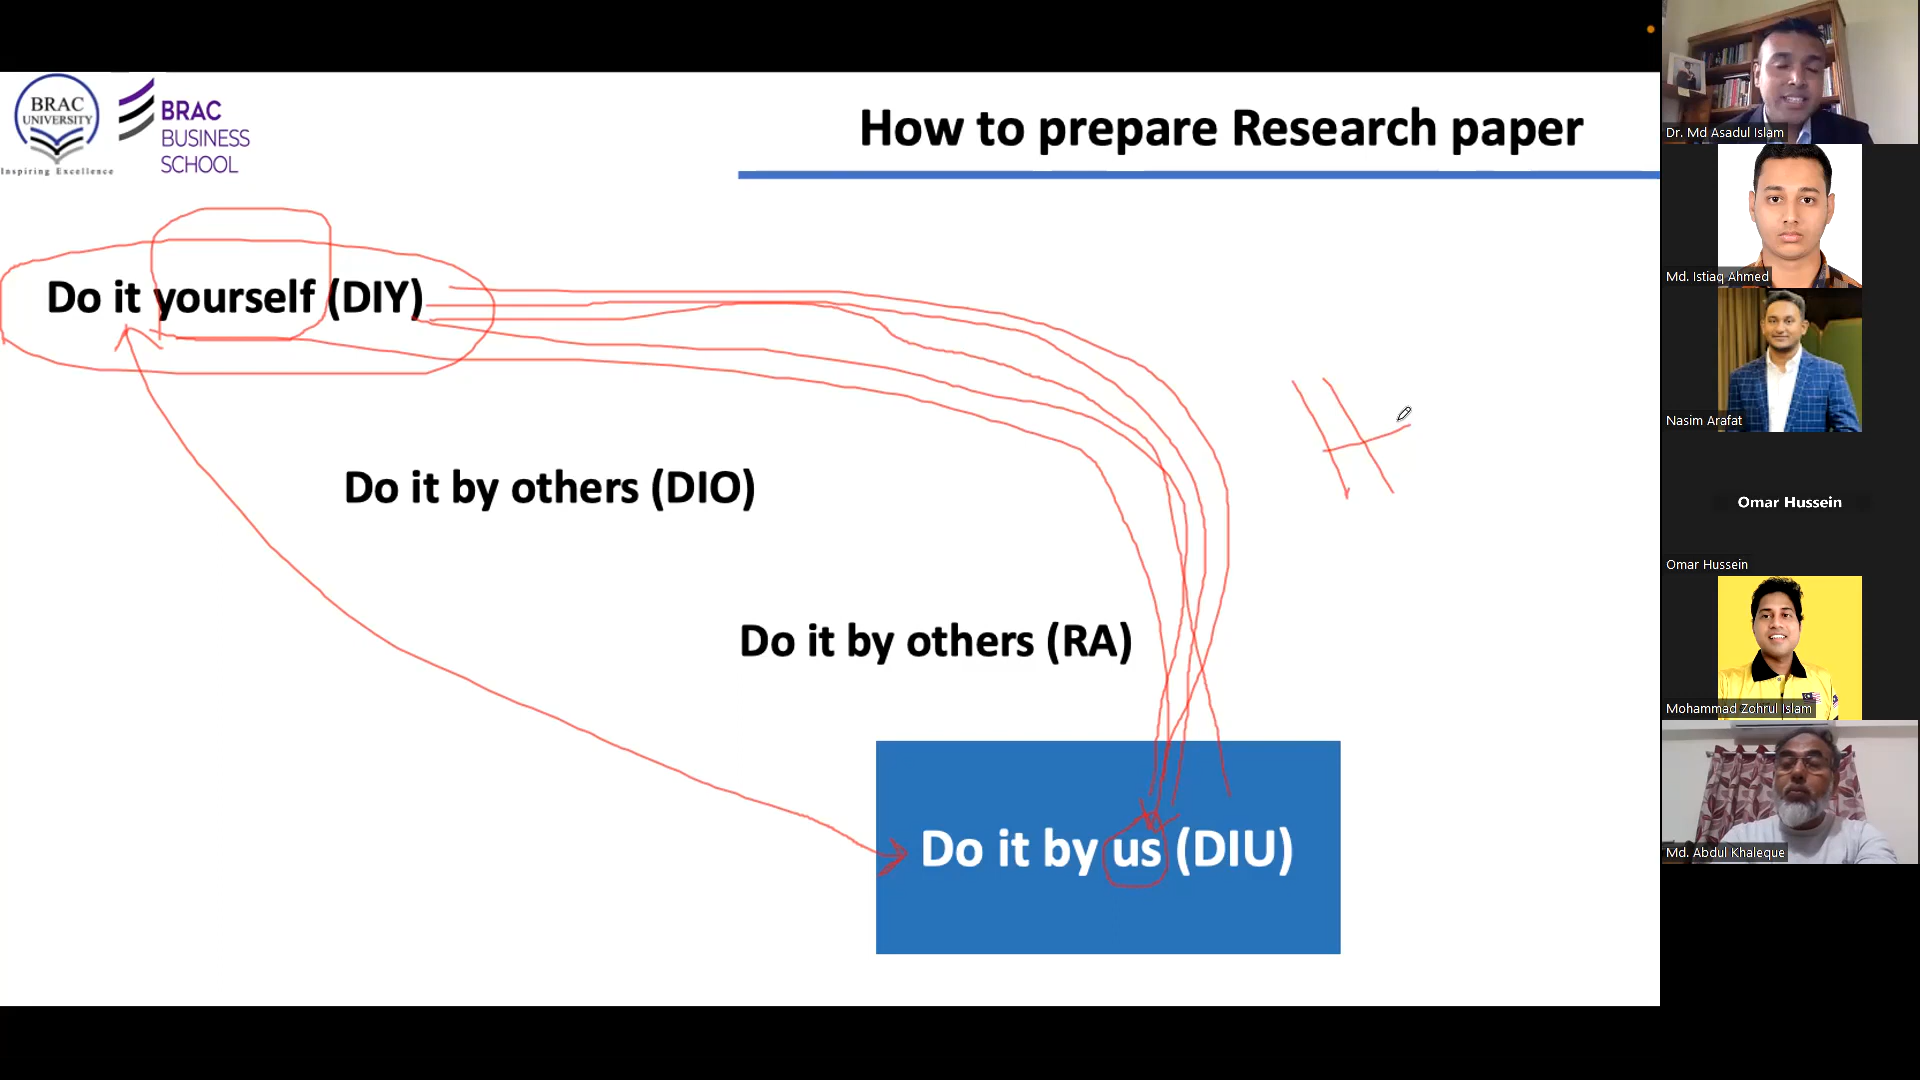 BRAC
UNIVERSITY
Inspiring Excellence
BRAC
BUSINESS
SCHOOL
How to prepare Research paper
Do it yourself (DIY)
H
Do it by others (DIO)
Do it by others (RA)
Do it by us (DIU)
Dr. Md Asadul Islam
Md. Istiaq Ahmed
Nasim Arafat
Omar Hussein
Omar Hussein
Mohammad Zohrul Islam
Md. Abdul Khaleque